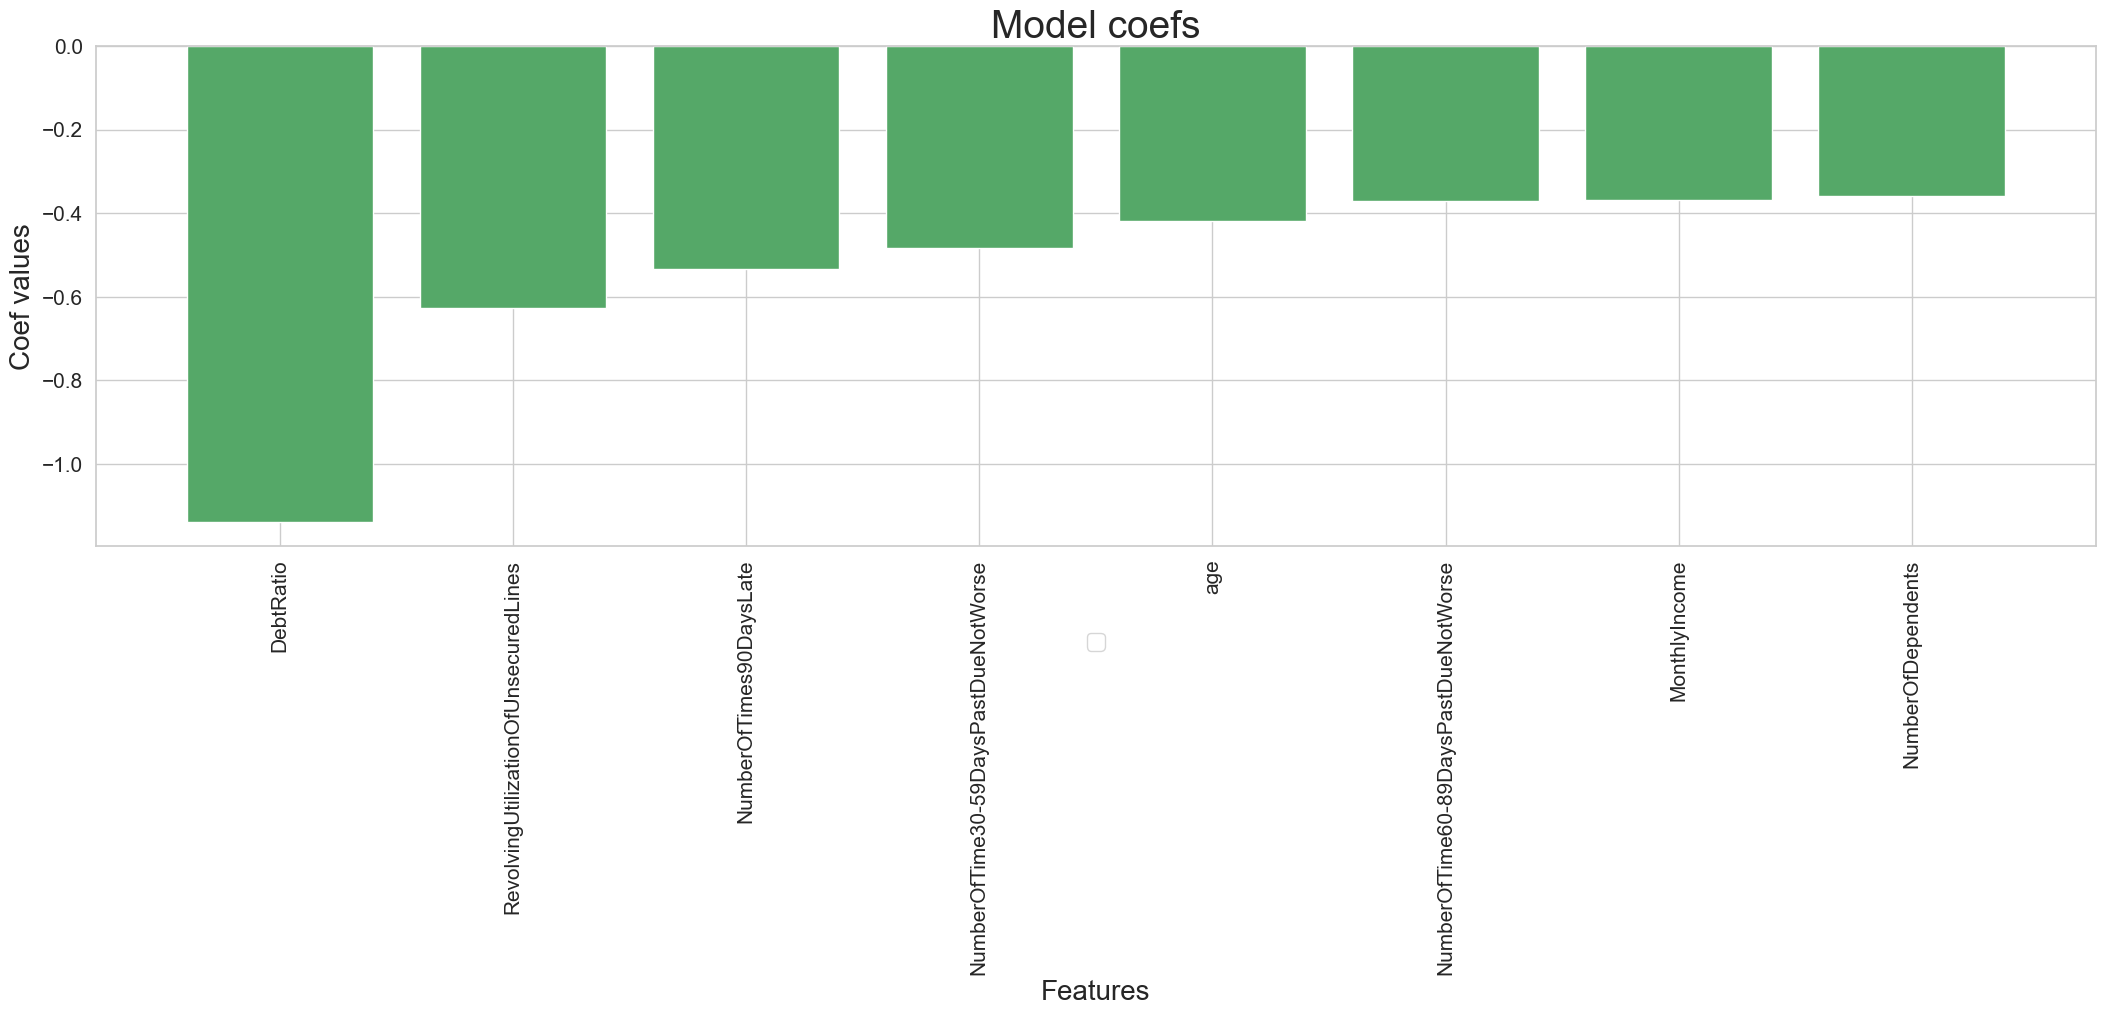 Model coefs
0.0
−0.2
−0.4
−0.6
−0.8
−1.0
Coef values
DebtRatio
RevolvingUtilizationOfUnsecuredLines
NumberOfTimes90DaysLate
NumberOfTime30-59DaysPastDueNotWorse
age
NumberOfTime60-89DaysPastDueNotWorse
MonthlyIncome
NumberOfDependents
Features